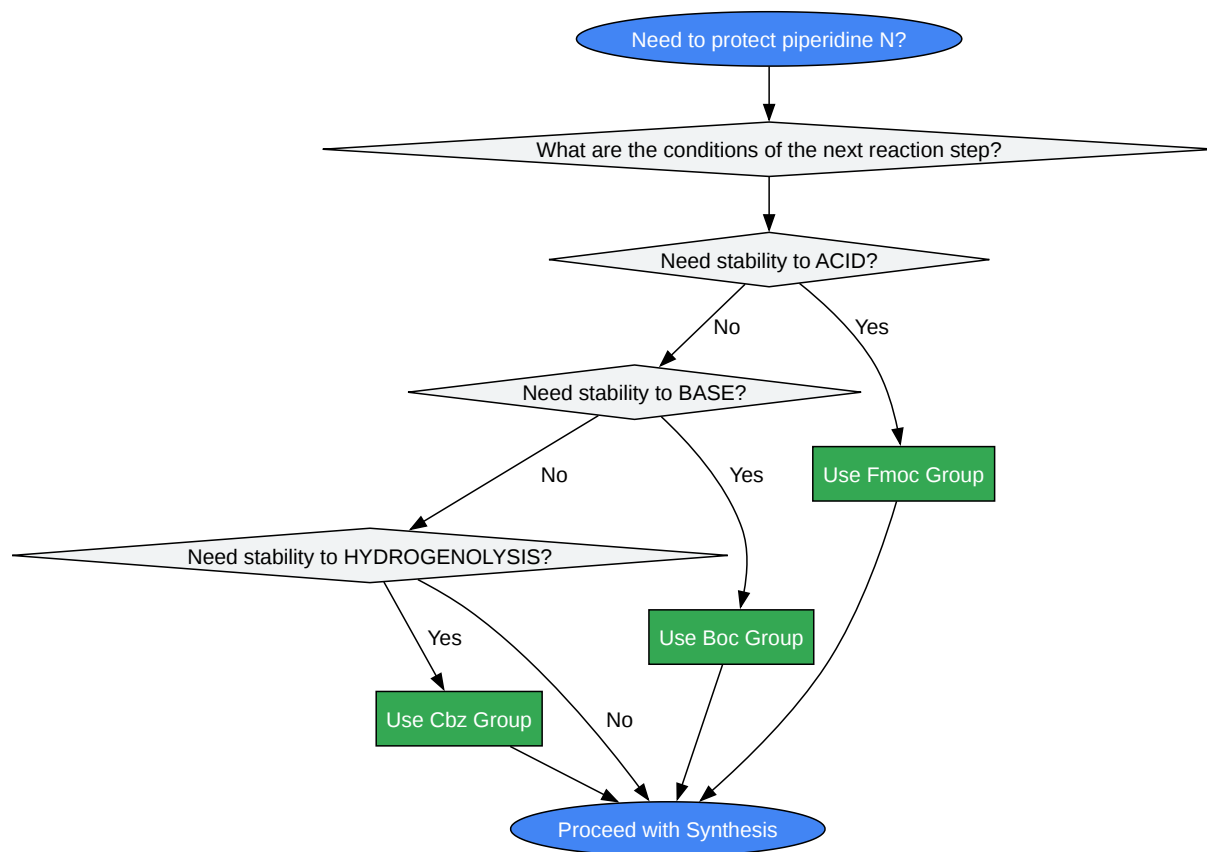 Need to protect piperidine N?
What are the conditions of the next reaction step?
Need stability to ACID?
No
Yes
Need stability to BASE?
Use Fmoc Group
No
Yes
Need stability to HYDROGENOLYSIS?
Use Boc Group
Yes
Use Cbz Group
No
Proceed with Synthesis